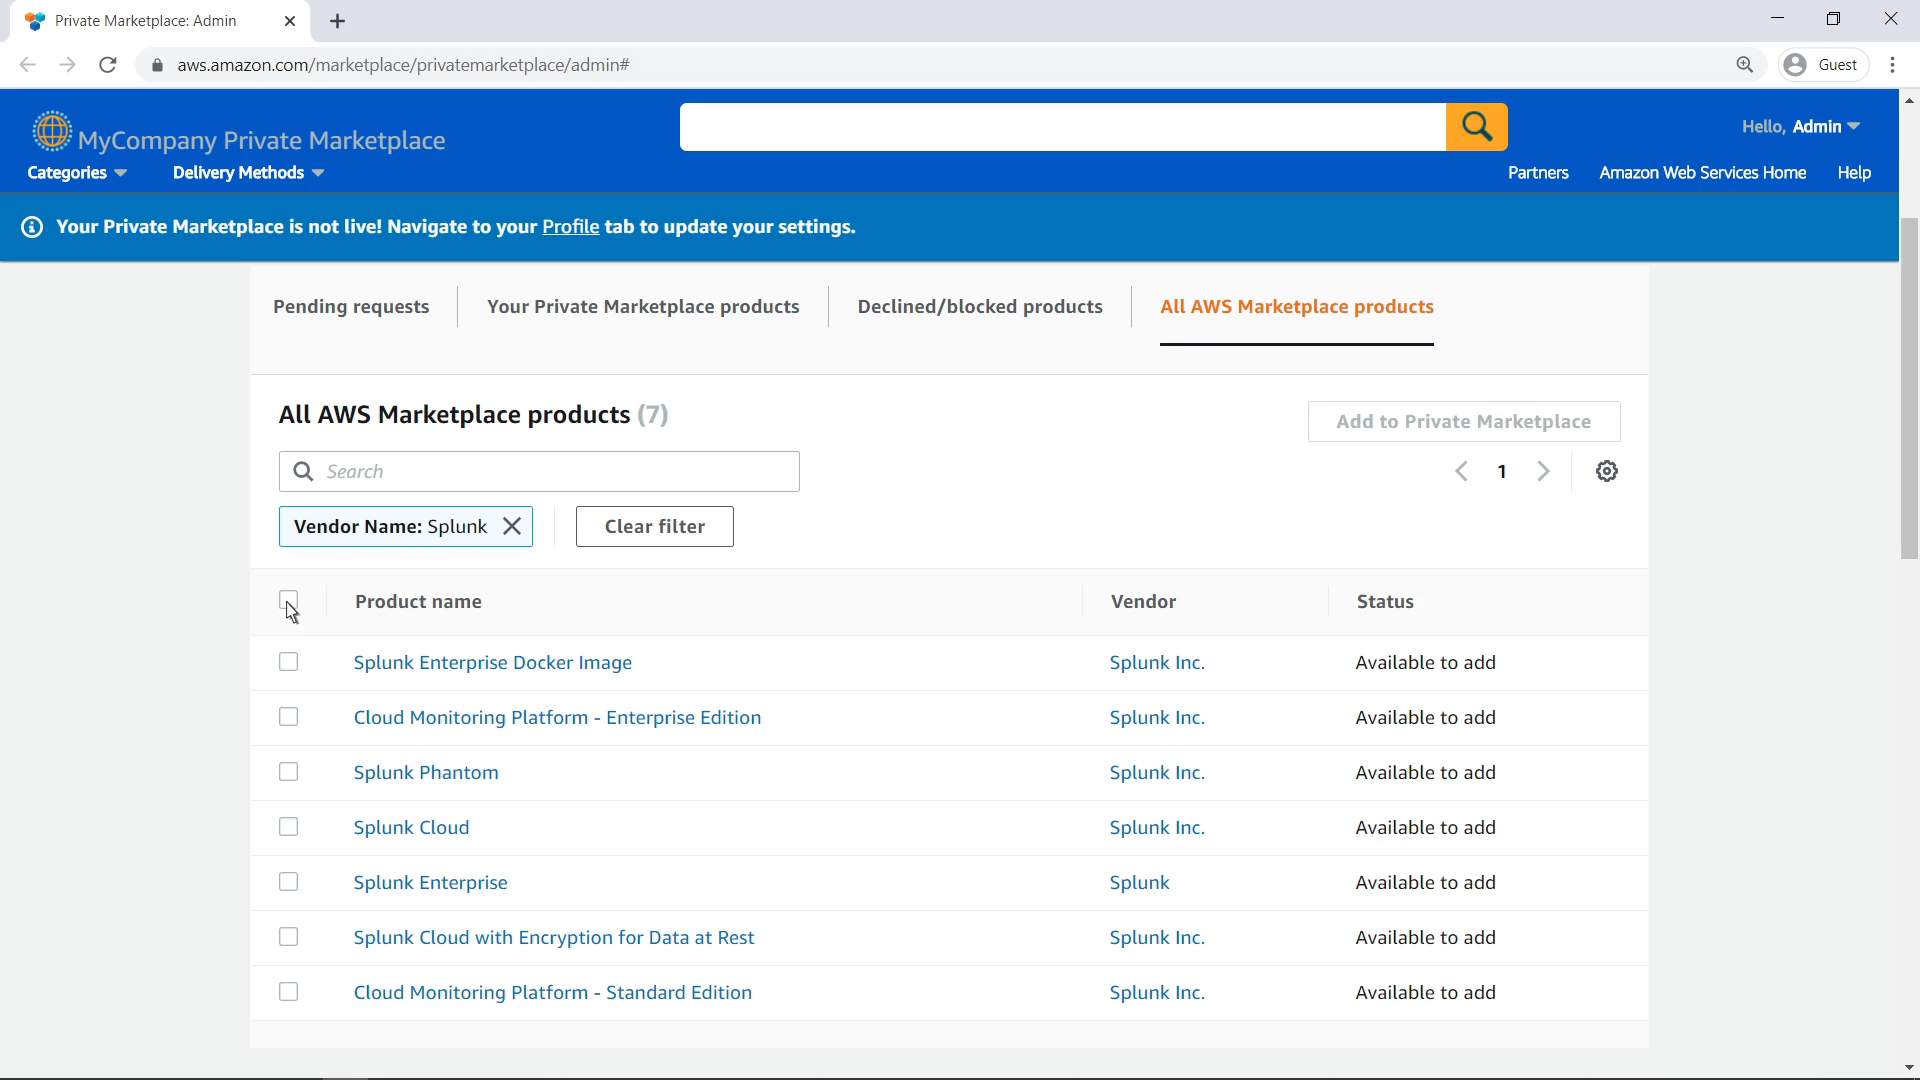 Private Marketplace: Admin
aws.amazon.com/marketplace/privatemarketplace/admin#
Guest
MyCompany Private Marketplace
Hello, Admin
Categories
Delivery Methods
Partners
Amazon Web Services Home
Help
Your Private Marketplace is not live! Navigate to your Profile tab to update your settings.
Pending requests
Your Private Marketplace products
Declined/blocked products
All AWS Marketplace products
All AWS Marketplace products (7)
Add to Private Marketplace
Search
1
Vendor Name: Splunk
Clear filter
Product name
Vendor
Status
Splunk Enterprise Docker Image
Splunk Inc.
Available to add
Cloud Monitoring Platform - Enterprise Edition
Splunk Inc.
Available to add
Splunk Phantom
Splunk Inc.
Available to add
Splunk Cloud
Splunk Inc.
Available to add
Splunk Enterprise
Splunk
Available to add
Splunk Cloud with Encryption for Data at Rest
Splunk Inc.
Available to add
Cloud Monitoring Platform - Standard Edition
Splunk Inc.
Available to add